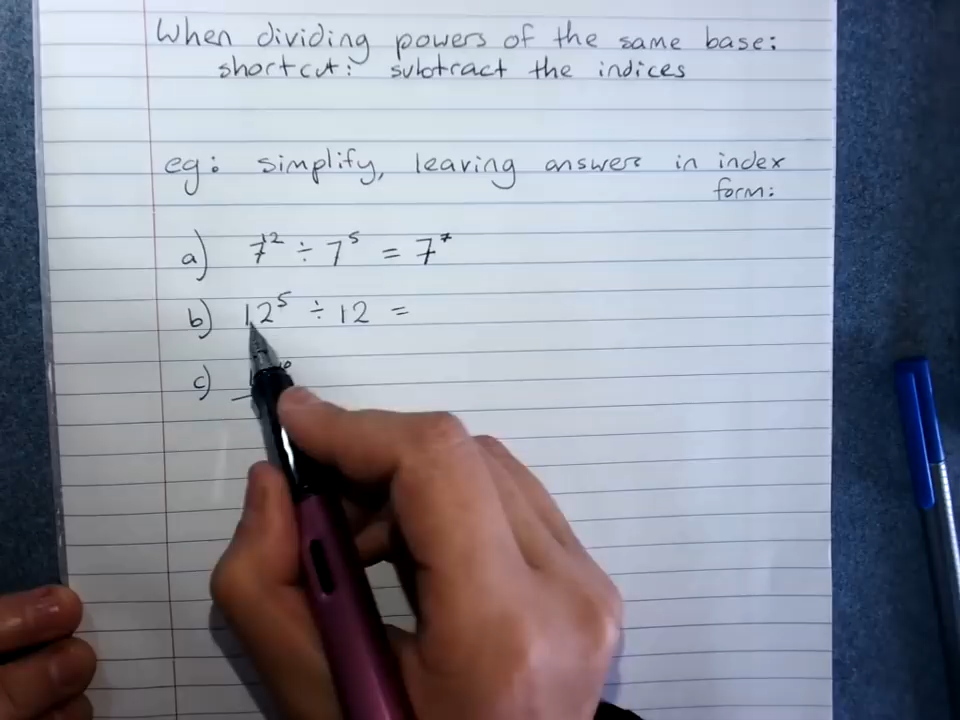 When dividing powers of the same base:
shortcut: subtract the indices
eg: simplify, leaving answers in index
form:
a) 7¹² ÷ 7⁵ = 7⁷
b) 12⁵ ÷ 12 =
c)